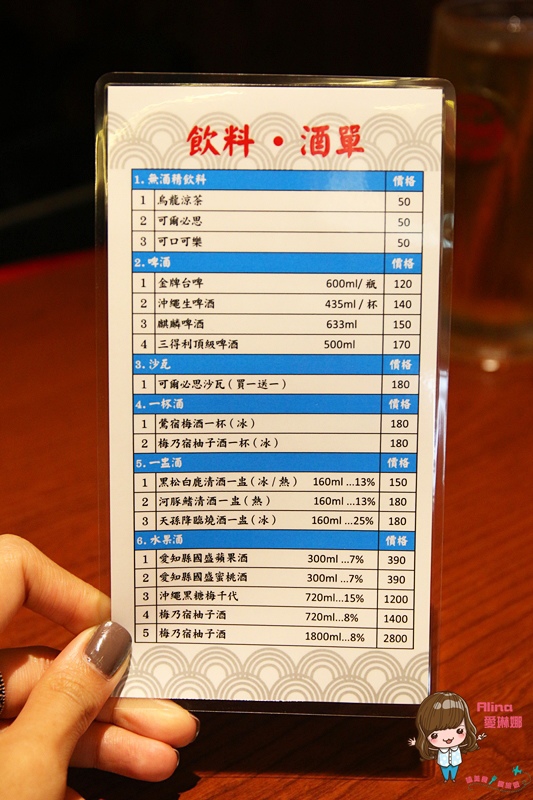 飲料・酒單
1.無酒精飲料 價格
1 烏龍涼茶 50
2 可爾必思 50
3 可口可樂 50
2.啤酒 價格
1 金牌台啤 600ml/瓶 120
2 沖繩生啤酒 435ml/杯 140
3 麒麟啤酒 633ml 150
4 三得利頂級啤酒 500ml 170
3.沙瓦 價格
1 可爾必思沙瓦(買一送一) 180
4.一杯酒 價格
1 鶯宿梅酒一杯(冰) 180
2 梅乃宿柚子酒一杯(冰) 180
5.一盅酒 價格
1 黑松白鹿清酒一盅(冰/熱) 160ml ...13% 150
2 河豚鰭清酒一盅(熱) 160ml ...13% 180
3 天孫降臨燒酒一盅(冰) 160ml ...25% 180
6.水果酒 價格
1 愛知縣國盛蘋果酒 300ml ...7% 390
2 愛知縣國盛蜜桃酒 300ml ...7% 390
3 沖繩黑糖梅千代 720ml...15% 1200
4 梅乃宿柚子酒 720ml...8% 1400
5 梅乃宿柚子酒 1800ml...8% 2800
Alina
愛琳娜